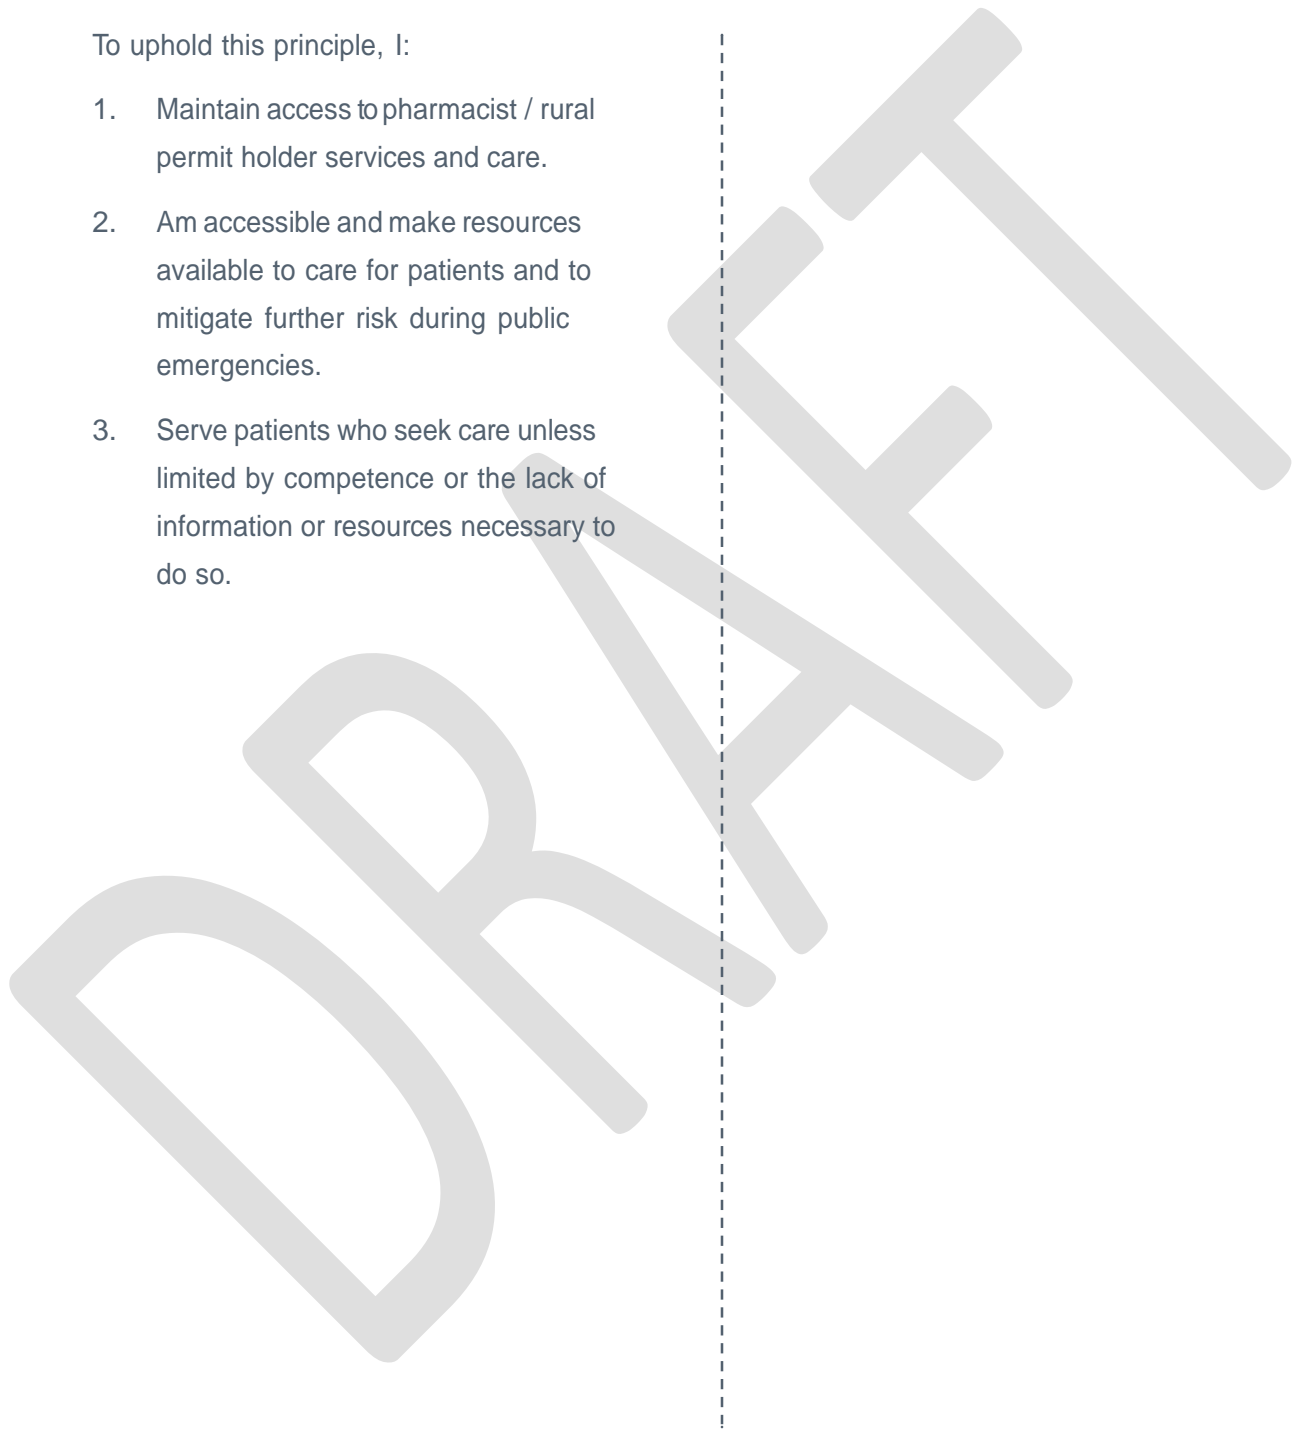 To uphold this principle, I:
1. Maintain access to pharmacist / rural
permit holder services and care.
2. Am accessible and make resources
available to care for patients and to
mitigate further risk during public
emergencies.
3. Serve patients who seek care unless
limited by competence or the lack of
information or resources necessary to
do so.
DRAFT